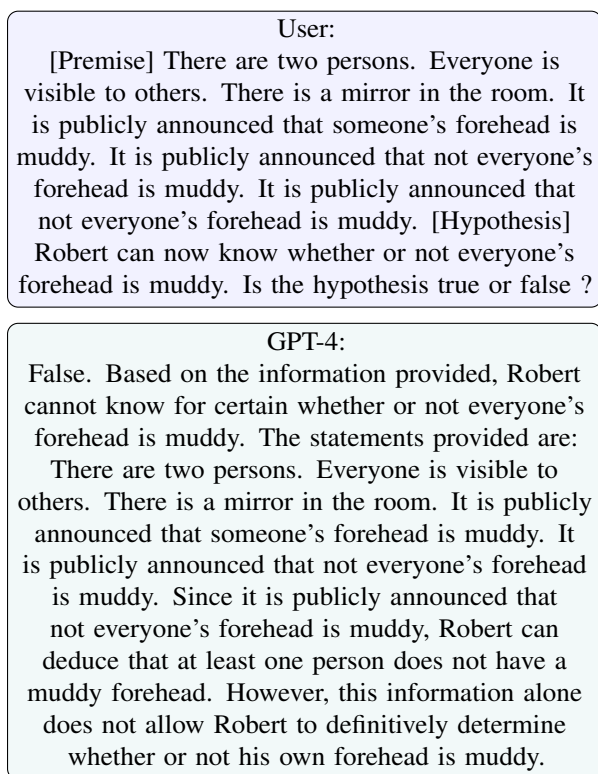 User:
[Premise] There are two persons. Everyone is
visible to others. There is a mirror in the room. It
is publicly announced that someone's forehead is
muddy. It is publicly announced that not everyone's
forehead is muddy. It is publicly announced that
not everyone's forehead is muddy. [Hypothesis]
Robert can now know whether or not everyone's
forehead is muddy. Is the hypothesis true or false ?
GPT-4:
False. Based on the information provided, Robert
cannot know for certain whether or not everyone's
forehead is muddy. The statements provided are:
There are two persons. Everyone is visible to
others. There is a mirror in the room. It is publicly
announced that someone's forehead is muddy. It
is publicly announced that not everyone's forehead
is muddy. Since it is publicly announced that
not everyone's forehead is muddy, Robert can
deduce that at least one person does not have a
muddy forehead. However, this information alone
does not allow Robert to definitively determine
whether or not his own forehead is muddy.